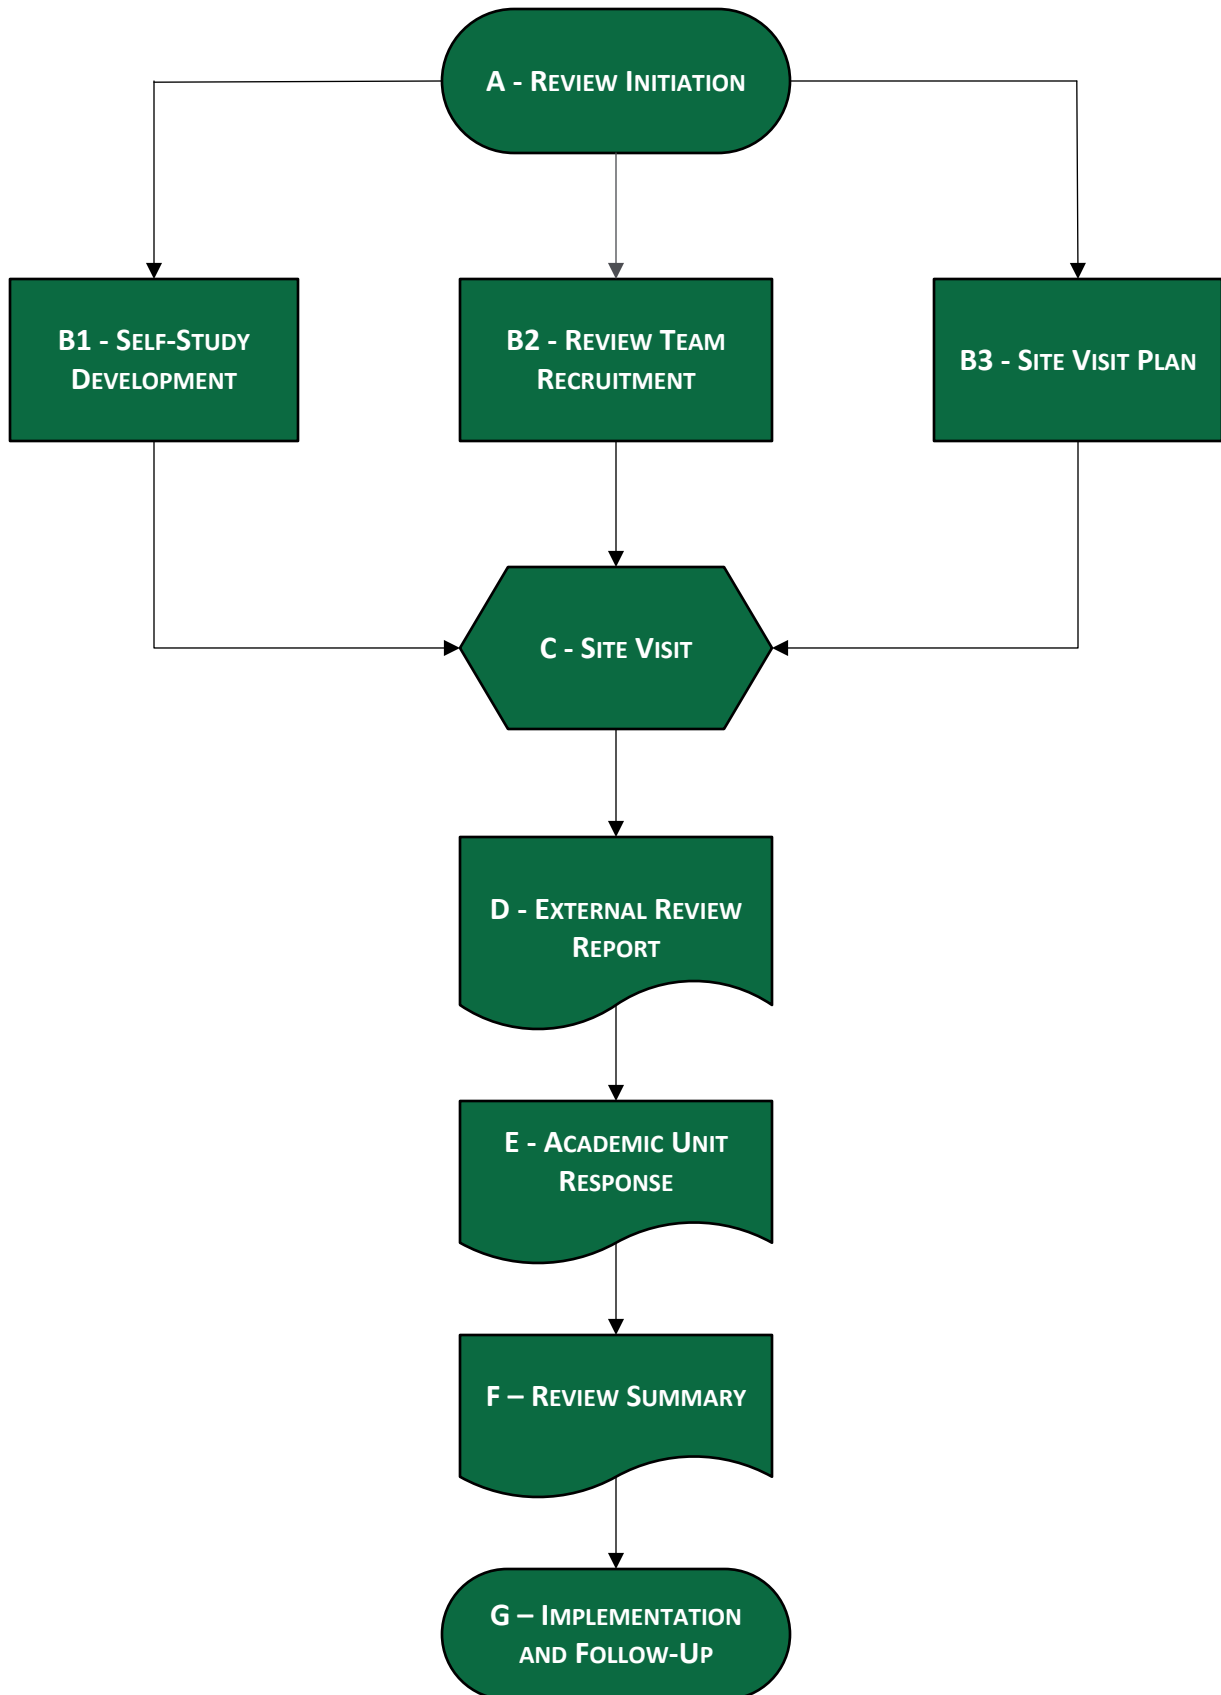 A - Review Initiation
B1 - Self-Study
Development
B2 - Review Team
Recruitment
B3 - Site Visit Plan
C - Site Visit
D - External Review
Report
E - Academic Unit
Response
F – Review Summary
G – Implementation
and Follow-Up